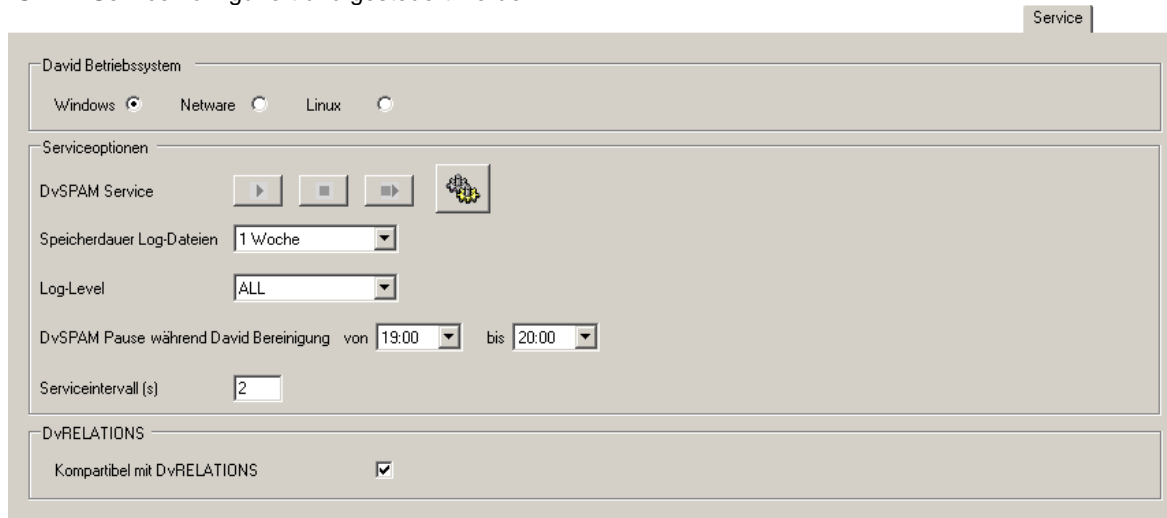 Service
David Betriebssystem
Windows Netware Linux
Serviceoptionen
DvSPAM Service
Speicherdauer Log-Dateien 1 Woche
Log-Level ALL
DvSPAM Pause während David Bereinigung von 19:00 bis 20:00
Serviceintervall (s) 2
DvRELATIONS
Kompartibel mit DvRELATIONS